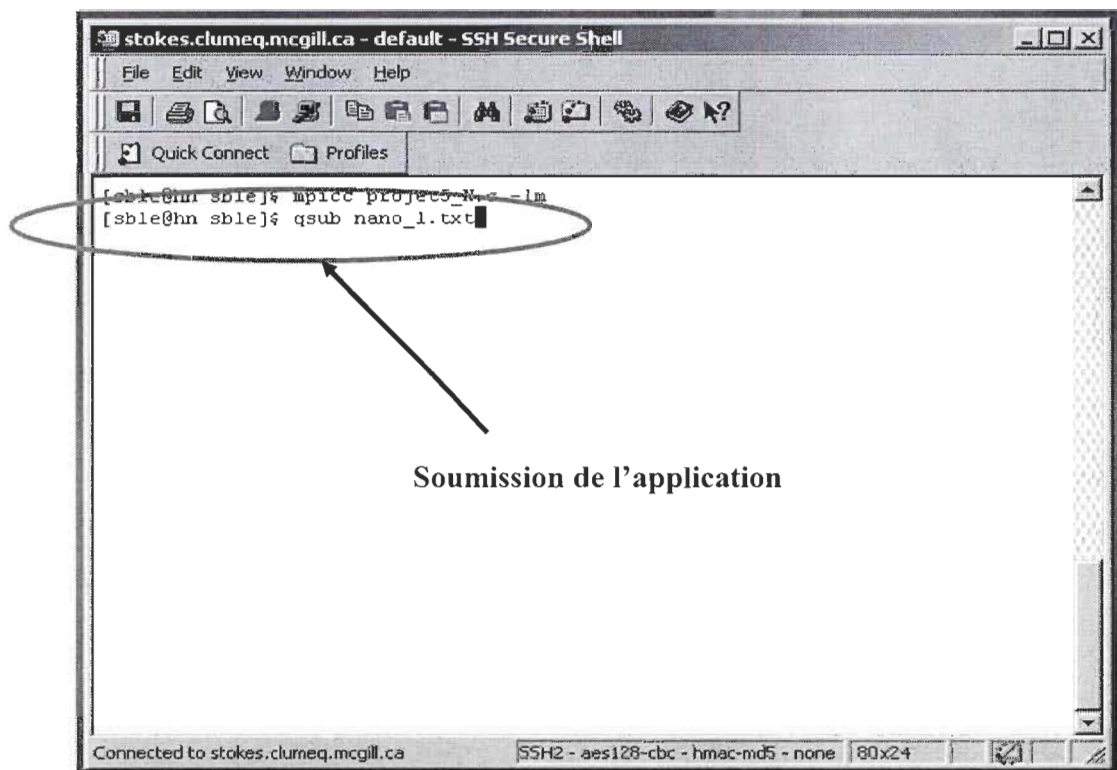 stokes.clumeq.mcgill.ca - default - SSH Secure Shell
File Edit View Window Help
Quick Connect Profiles
[sble@hn sble]$ mpicc projet5_N.c -lm
[sble@hn sble]$ qsub nano_1.txt
Soumission de l'application
Connected to stokes.clumeq.mcgill.ca SSH2 - aes128-cbc - hmac-md5 - none 80x24